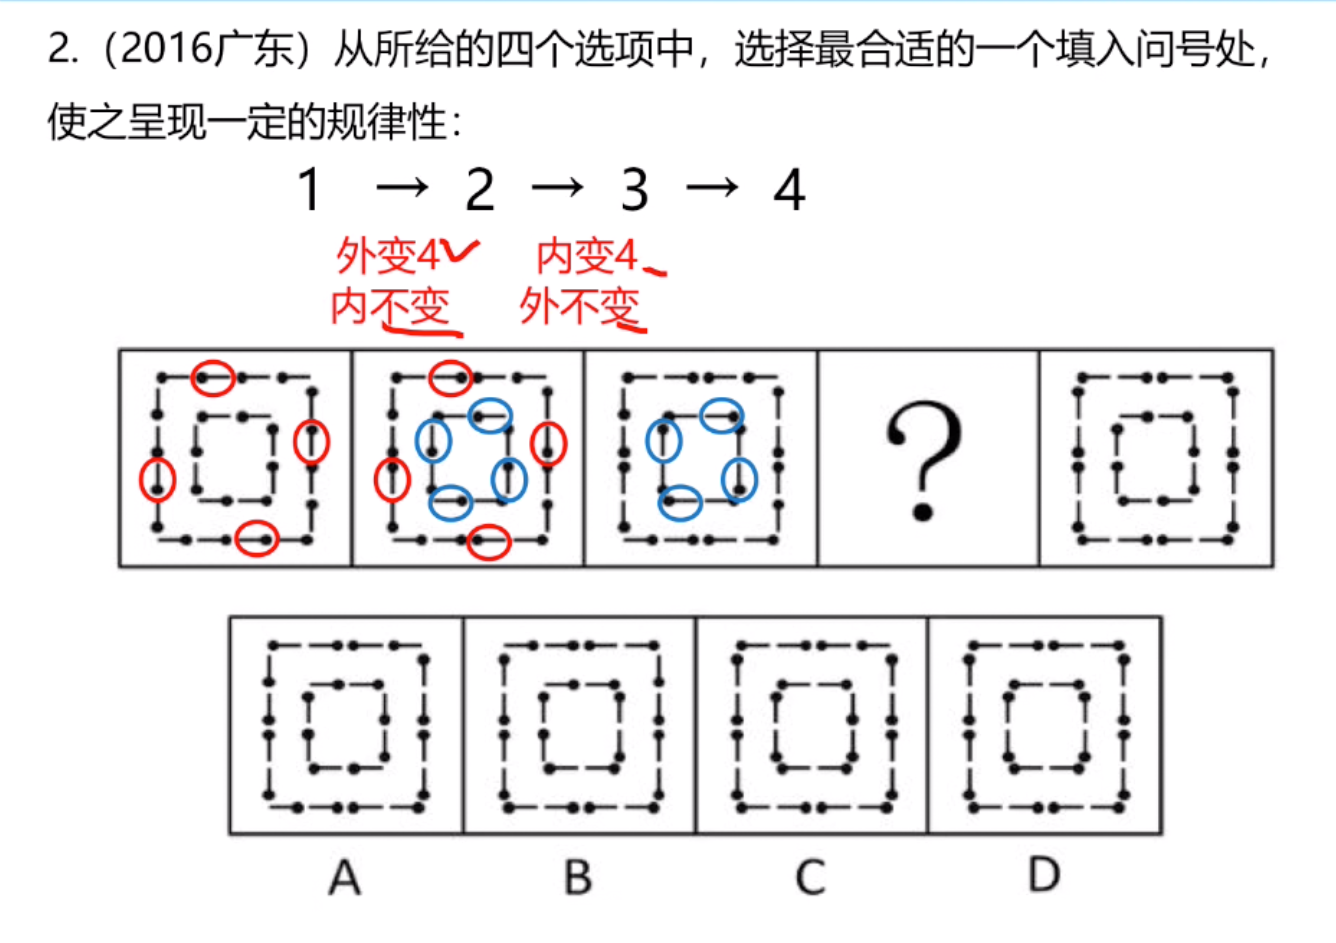 2.（2016广东）从所给的四个选项中，选择最合适的一个填入问号处，
使之呈现一定的规律性：
1 → 2 → 3 → 4
外变4 内变4
内不变 外不变
?
A B C D